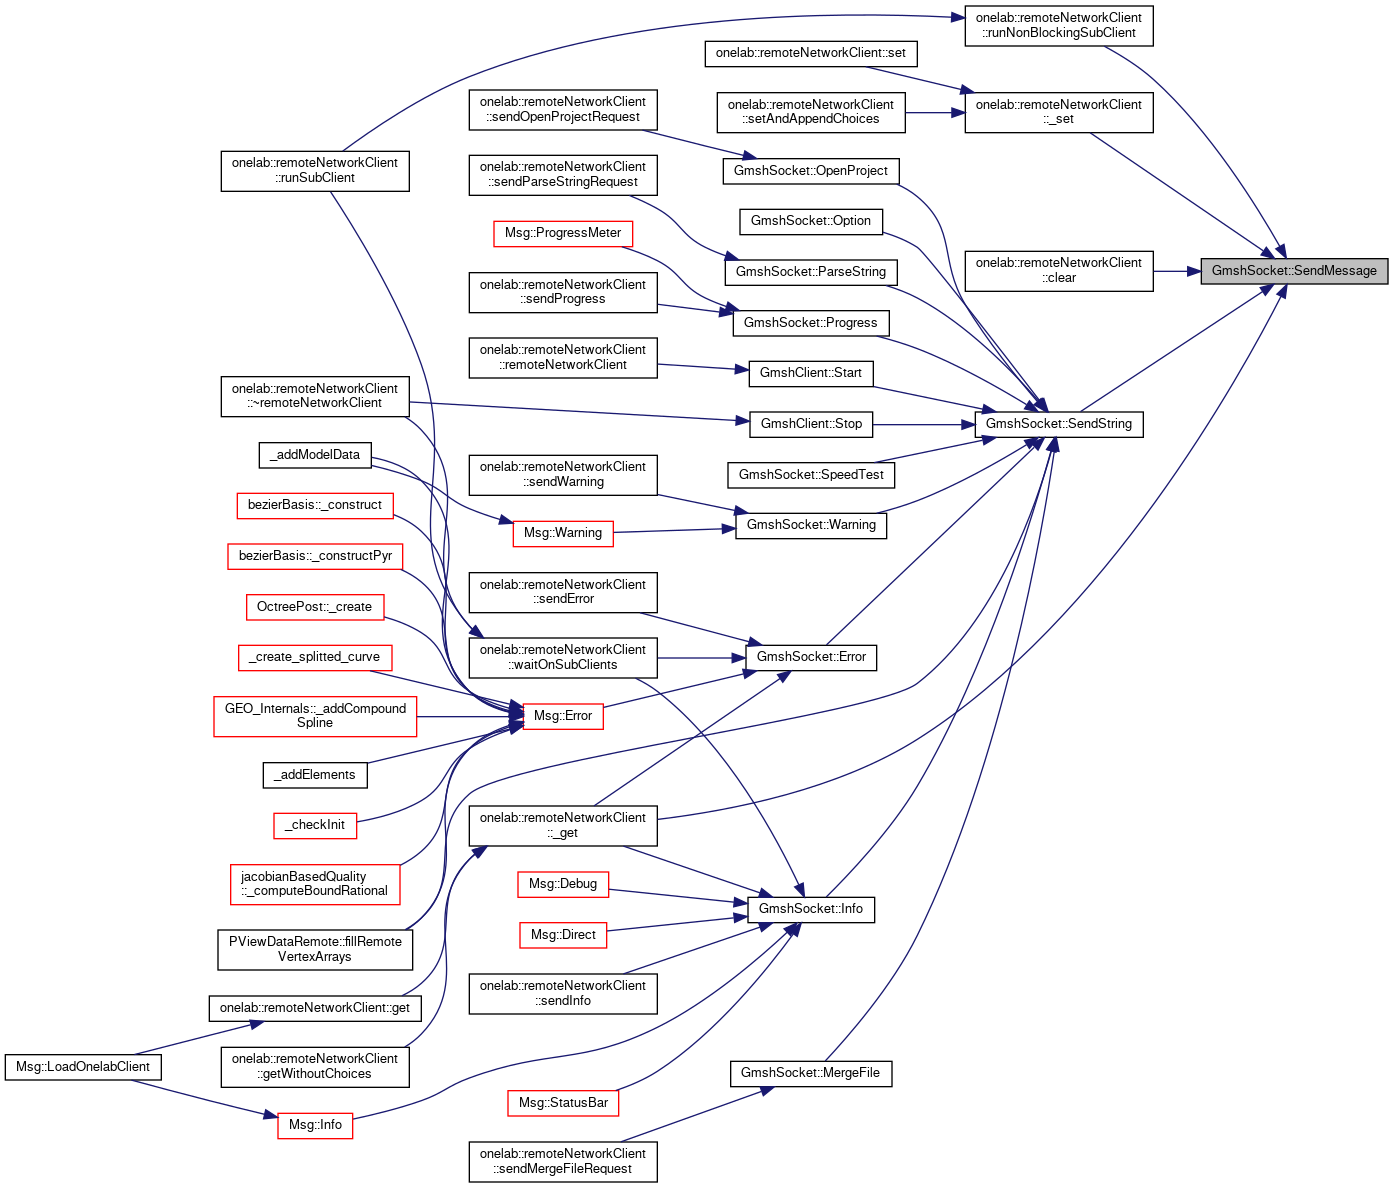 onelab::remoteNetworkClient
::runNonBlockingSubClient
onelab::remoteNetworkClient::set
onelab::remoteNetworkClient
::sendOpenProjectRequest
onelab::remoteNetworkClient
::setAndAppendChoices
onelab::remoteNetworkClient
::_set
onelab::remoteNetworkClient
::runSubClient
onelab::remoteNetworkClient
::sendParseStringRequest
GmshSocket::OpenProject
Msg::ProgressMeter
GmshSocket::Option
onelab::remoteNetworkClient
::sendProgress
GmshSocket::ParseString
onelab::remoteNetworkClient
::clear
GmshSocket::SendMessage
GmshSocket::Progress
onelab::remoteNetworkClient
::remoteNetworkClient
GmshClient::Start
onelab::remoteNetworkClient
::~remoteNetworkClient
GmshClient::Stop
GmshSocket::SendString
_addModelData
onelab::remoteNetworkClient
::sendWarning
GmshSocket::SpeedTest
bezierBasis::_construct
Msg::Warning
GmshSocket::Warning
bezierBasis::_constructPyr
OctreePost::_create
onelab::remoteNetworkClient
::sendError
_create_splitted_curve
onelab::remoteNetworkClient
::waitOnSubClients
GmshSocket::Error
GEO_Internals::_addCompound
Spline
Msg::Error
_addElements
_checkInit
onelab::remoteNetworkClient
::_get
jacobianBasedQuality
::_computeBoundRational
Msg::Debug
GmshSocket::Info
PViewDataRemote::fillRemote
VertexArrays
Msg::Direct
onelab::remoteNetworkClient::get
onelab::remoteNetworkClient
::sendInfo
Msg::LoadOnelabClient
onelab::remoteNetworkClient
::getWithoutChoices
GmshSocket::MergeFile
Msg::StatusBar
Msg::Info
onelab::remoteNetworkClient
::sendMergeFileRequest